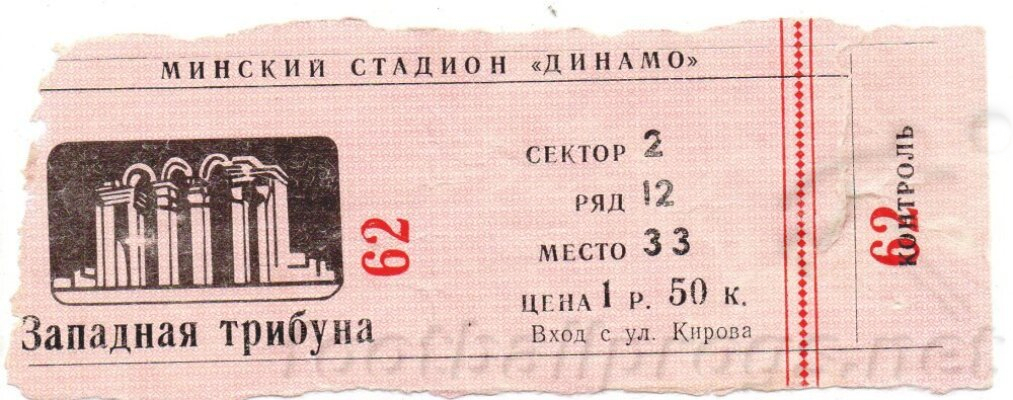 МИНСКИЙ СТАДИОН «ДИНАМО»
СЕКТОР 2
РЯД 12
МЕСТО 33
ЦЕНА 1 Р. 50 К.
Вход с ул. Кирова
62
Западная трибуна
КОНТРОЛЬ
62